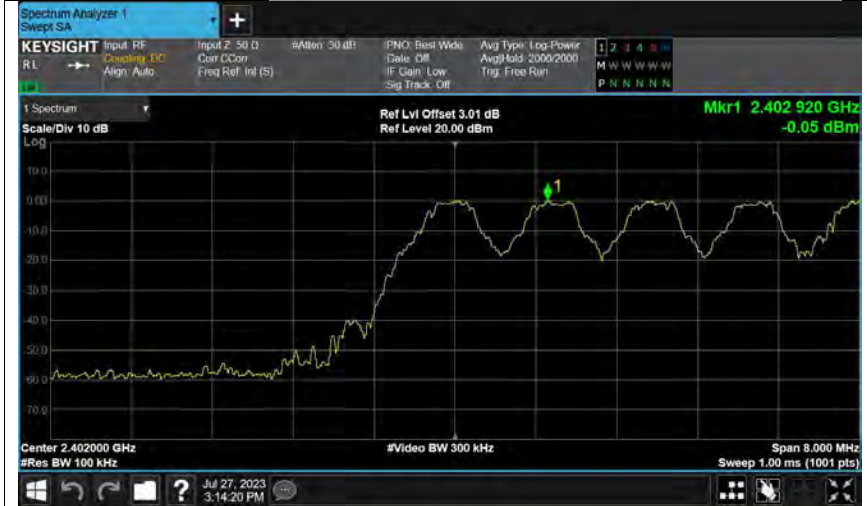 Spectrum Analyzer 1
Swept SA
+
KEYSIGHT Input: RF Input Z: 50 Ω #Atten: 30 dB PNO: Best Wide Avg Type: Log-Power 1 2 3 4 5 6
RL Coupling: DC Corr CCorr Gate: Off Avg|Hold: 2000/2000 M W W W W W W
Align: Auto Freq Ref: Int (S) IF Gain: Low Trig: Free Run
Sig Track: Off P N N N N N N
1 Spectrum Ref Lvl Offset 3.01 dB Mkr1 2.402 920 GHz
Scale/Div 10 dB Ref Level 20.00 dBm -0.05 dBm
Log
10.0
0.00
1
-10.0
-20.0
-30.0
-40.0
-50.0
-60.0
-70.0
Center 2.402000 GHz #Video BW 300 kHz Span 8.000 MHz
#Res BW 100 kHz Sweep 1.00 ms (1001 pts)
? Jul 27, 2023
3:14:20 PM